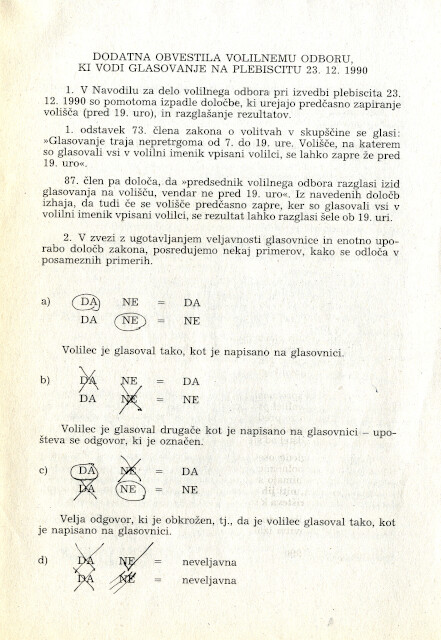 DODATNA OBVESTILA VOLILNEMU ODBORU,
KI VODI GLASOVANJE NA PLEBISCITU 23. 12. 1990
1. V Navodilu za delo volilnega odbora pri izvedbi plebiscita 23.
12. 1990 so pomotoma izpadle določbe, ki urejajo predčasno zapiranje
volišča (pred 19. uro), in razglašanje rezultatov.
1. odstavek 73. člena zakona o volitvah v skupščine se glasi:
»Glasovanje traja nepretrgoma od 7. do 19. ure. Volišče, na katerem
so glasovali vsi v volilni imenik vpisani volilci, se lahko zapre že pred
19. uro«.
87. člen pa določa, da »predsednik volilnega odbora razglasi izid
glasovanja na volišču, vendar ne pred 19. uro«. Iz navedenih določb
izhaja, da tudi če se volišče predčasno zapre, ker so glasovali vsi v
volilni imenik vpisani volilci, se rezultat lahko razglasi šele ob 19. uri.
2. V zvezi z ugotavljanjem veljavnosti glasovnice in enotno upo-
rabo določb zakona, posredujemo nekaj primerov, kako se odloča v
posameznih primerih.
a) DA NE = DA
DA NE = NE
Volilec je glasoval tako, kot je napisano na glasovnici.
b) DA NE = DA
DA NE = NE
Volilec je glasoval drugače kot je napisano na glasovnici – upo-
števa se odgovor, ki je označen.
c) DA NE = DA
DA NE = NE
Velja odgovor, ki je obkrožen, tj., da je volilec glasoval tako, kot
je napisano na glasovnici.
d) DA NE = neveljavna
DA NE = neveljavna